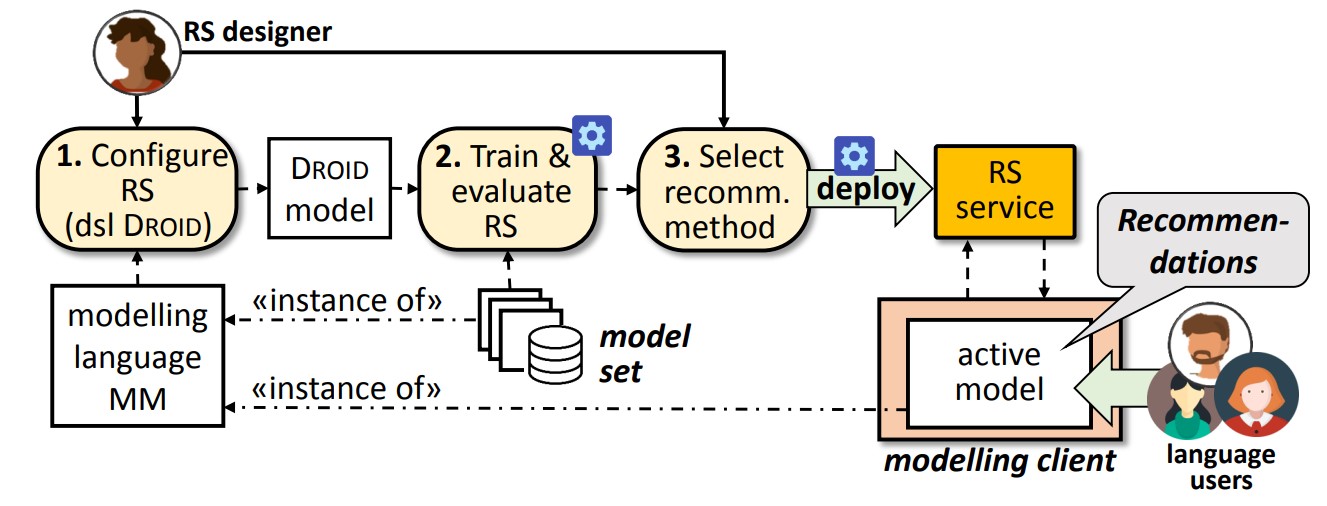 RS designer
1. Configure
RS
(dsl DROID)
DROID
model
2. Train &
evaluate
RS
3. Select
recomm.
method
deploy
RS
service
Recommen-
dations
modelling
language
MM
«instance of»
«instance of»
model
set
active
model
modelling client
language
users